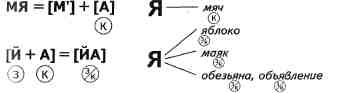 МЯ = [М'] + [А]
К
Я
мяч
К
яблоко
З/К
[Й + А] = [ЙА]
З К З/К
Я
маяк
З/К
обезьяна, объявление
З/К З/К